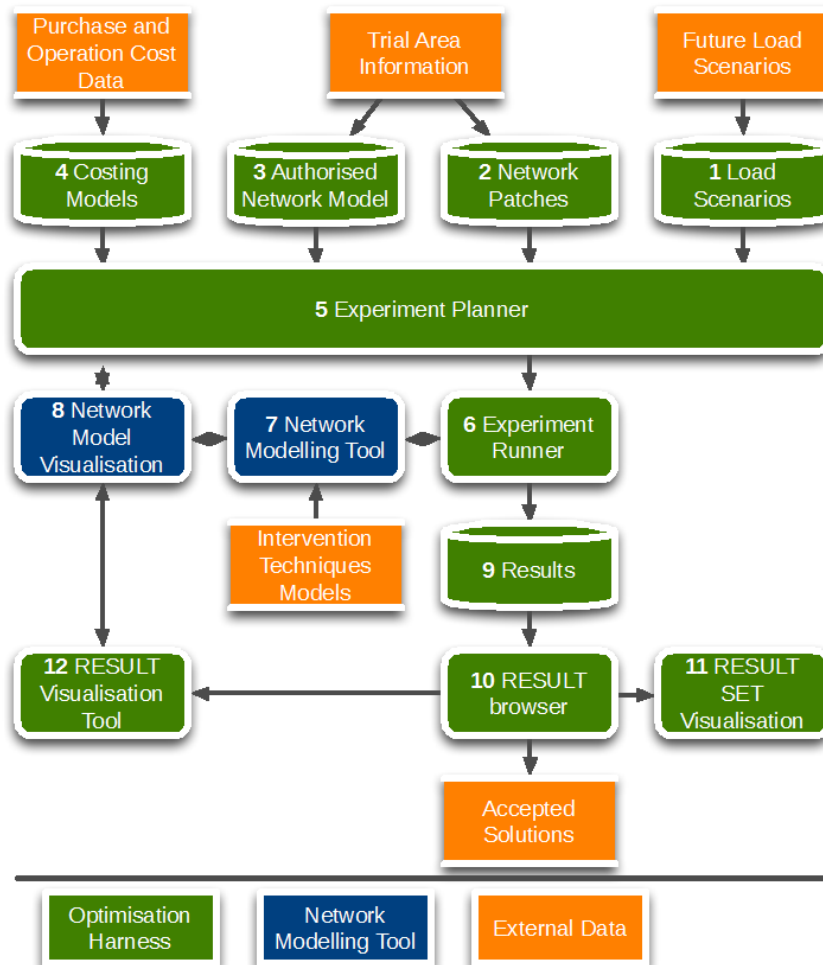 Purchase and
Operation Cost
Data
Trial Area
Information
Future Load
Scenarios
4 Costing
Models
3 Authorised
Network Model
2 Network
Patches
1 Load
Scenarios
5 Experiment Planner
8 Network
Model
Visualisation
7 Network
Modelling Tool
6 Experiment
Runner
Intervention
Techniques
Models
9 Results
12 RESULT
Visualisation
Tool
10 RESULT
browser
11 RESULT
SET
Visualisation
Accepted
Solutions
Optimisation
Harness
Network
Modelling Tool
External Data